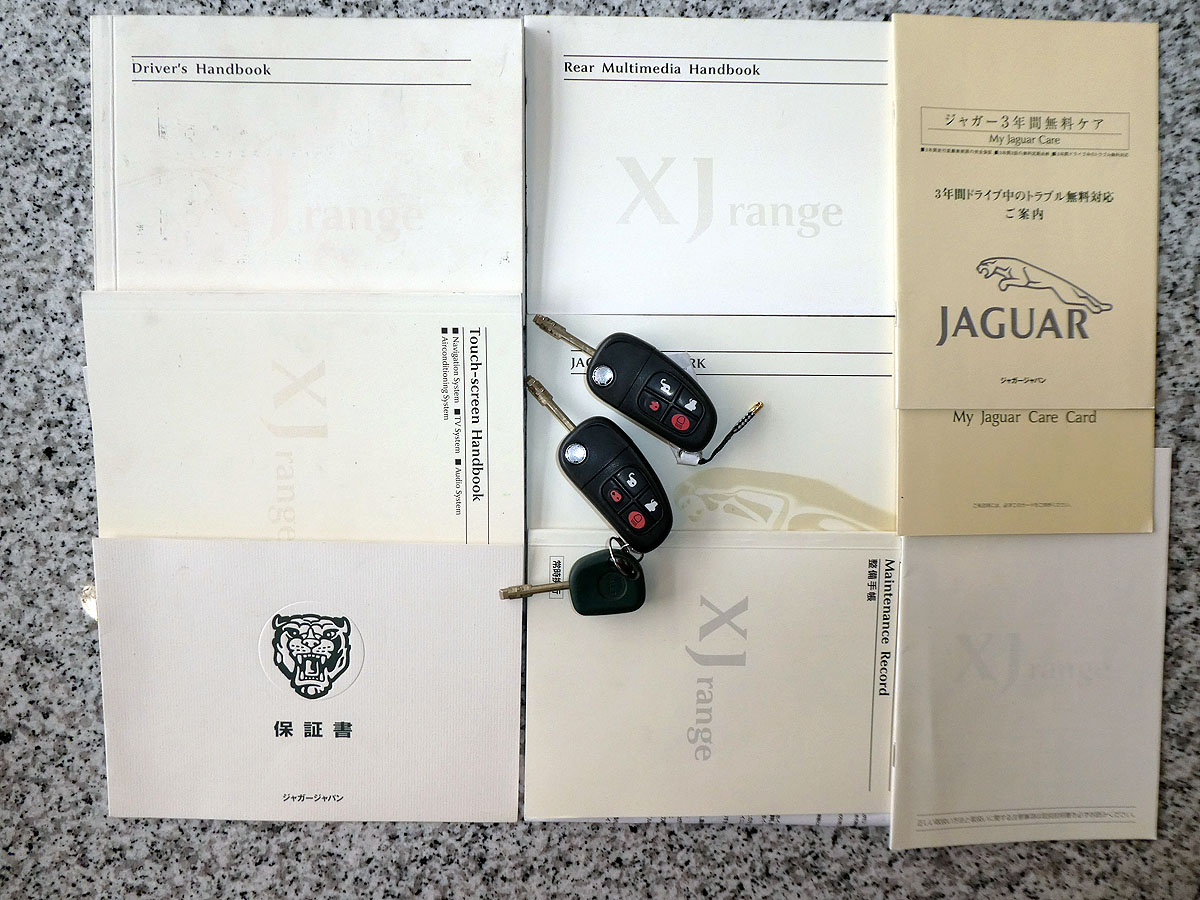 Driver's Handbook
XJ range
Rear Multimedia Handbook
XJ range
ジャガー3年間無料ケア
My Jaguar Care
3年間ドライブ中のトラブル無料対応
ご案内
JAGUAR
ジャガージャパン
My Jaguar Care Card
Touch-screen Handbook
■ Navigation System ■ TV System ■ Audio System
■ Airconditioning System
XJ range
保証書
ジャガージャパン
Maintenance Record
整備手帳
XJ range
XJ range